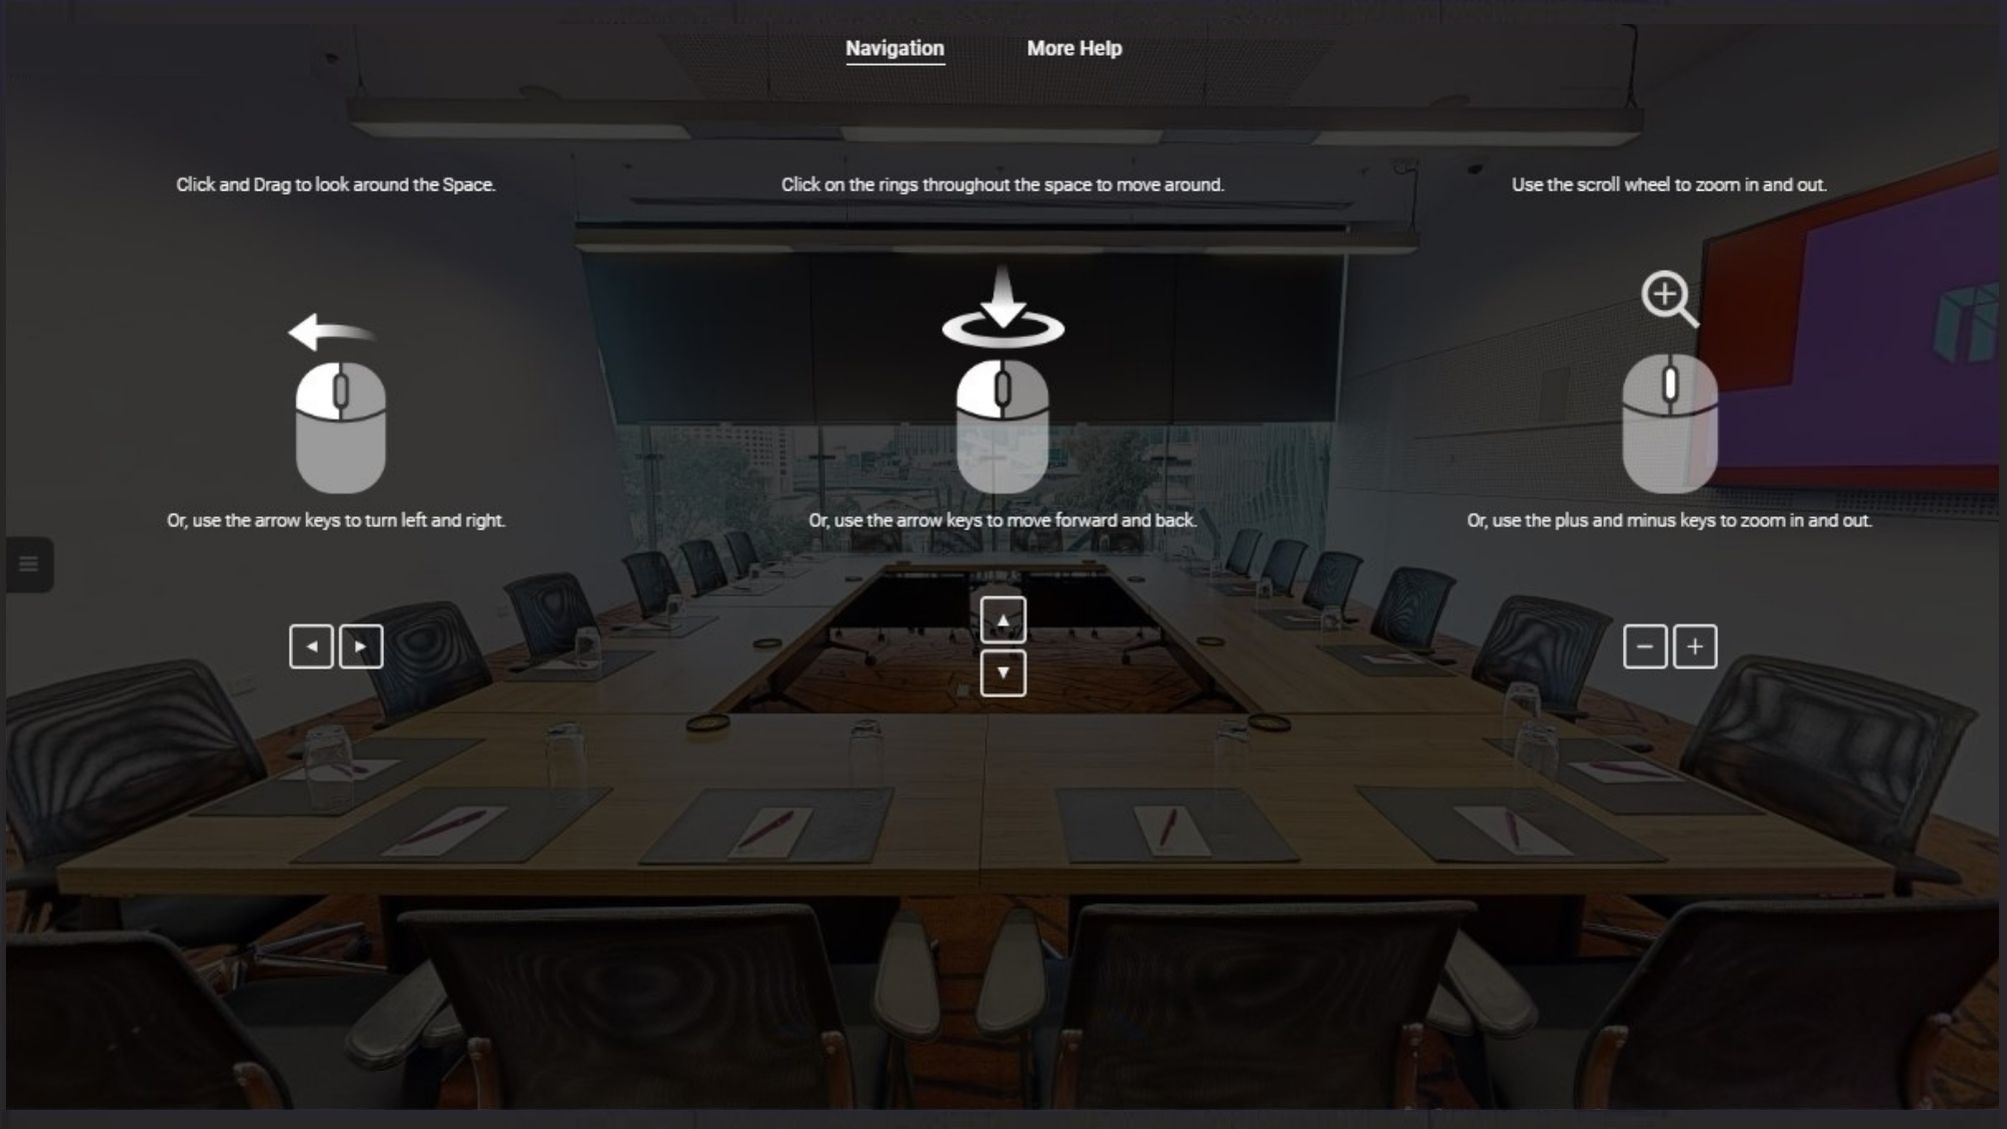 Navigation
More Help
Click and Drag to look around the Space.
Click on the rings throughout the space to move around.
Use the scroll wheel to zoom in and out.
Or, use the arrow keys to turn left and right.
Or, use the arrow keys to move forward and back.
Or, use the plus and minus keys to zoom in and out.